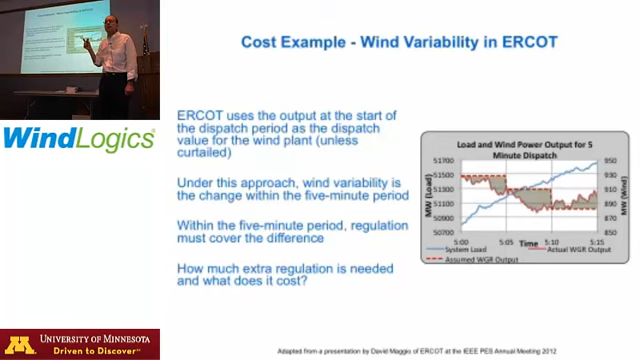 Cost Example - Wind Variability in ERCOT
WindLogics®
ERCOT uses the output at the start of
the dispatch period as the dispatch
value for the wind plant (unless
curtailed)
Under this approach, wind variability is
the change within the five-minute period
Within the five-minute period, regulation
must cover the difference
How much extra regulation is needed
and what does it cost?
Load and Wind Power Output for 5
Minute Dispatch
MW (Load)
51700
51500
51300
51100
50900
50700
950
930
910
890
870
850
MW (Wind)
5:00
5:05
5:10
5:15
Time
System Load
Actual WGR Output
Assumed WGR Output
M
UNIVERSITY OF MINNESOTA
Driven to Discover℠
Adapted from a presentation by David Maggio of ERCOT at the IEEE PES Annual Meeting 2012